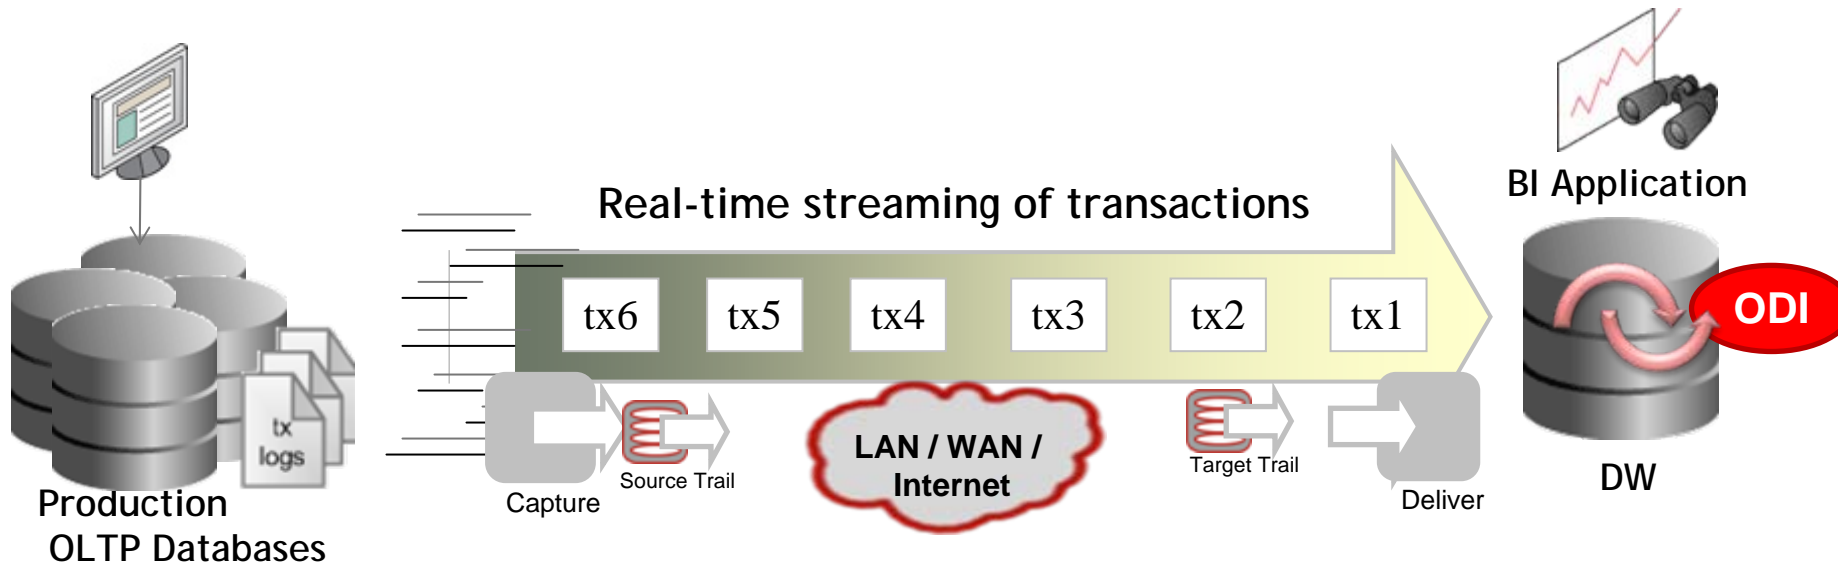 BI Application
Real-time streaming of transactions
tx6
tx5
tx4
tx3
tx2
tx1
ODI
tx
logs
LAN / WAN /
Internet
Source Trail
Target Trail
Capture
Deliver
DW
Production
OLTP Databases